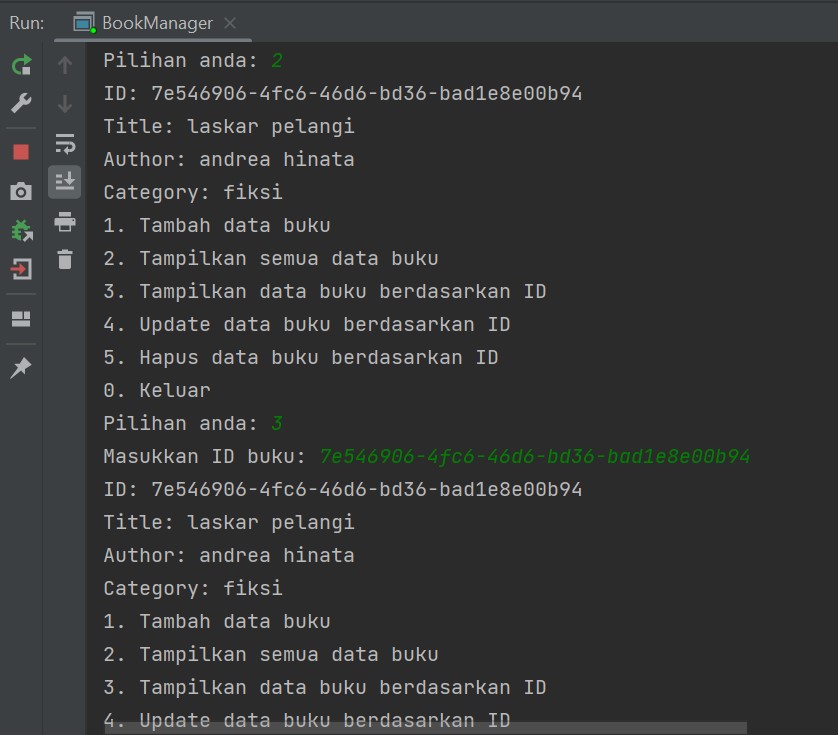 Run: BookManager
Pilihan anda: 2
ID: 7e546906-4fc6-46d6-bd36-bad1e8e00b94
Title: laskar pelangi
Author: andrea hinata
Category: fiksi
1. Tambah data buku
2. Tampilkan semua data buku
3. Tampilkan data buku berdasarkan ID
4. Update data buku berdasarkan ID
5. Hapus data buku berdasarkan ID
0. Keluar
Pilihan anda: 3
Masukkan ID buku: 7e546906-4fc6-46d6-bd36-bad1e8e00b94
ID: 7e546906-4fc6-46d6-bd36-bad1e8e00b94
Title: laskar pelangi
Author: andrea hinata
Category: fiksi
1. Tambah data buku
2. Tampilkan semua data buku
3. Tampilkan data buku berdasarkan ID
4. Update data buku berdasarkan ID